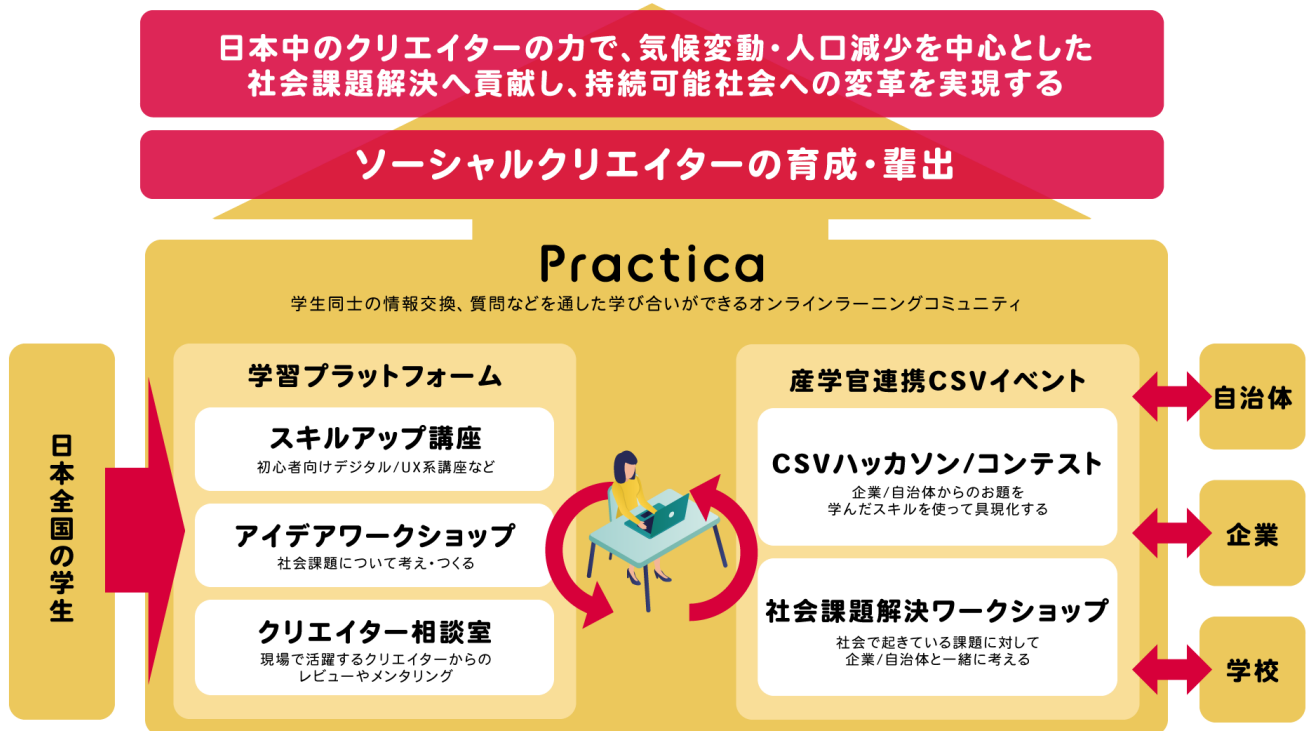 日本中のクリエイターの力で、気候変動・人口減少を中心とした
社会課題解決へ貢献し、持続可能社会への変革を実現する
ソーシャルクリエイターの育成・輩出
Practica
学生同士の情報交換、質問などを通した学び合いができるオンラインラーニングコミュニティ
日本全国の学生
学習プラットフォーム
スキルアップ講座
初心者向けデジタル/UX系講座など
アイデアワークショップ
社会課題について考え・つくる
クリエイター相談室
現場で活躍するクリエイターからの
レビューやメンタリング
産学官連携CSVイベント
CSVハッカソン/コンテスト
企業/自治体からのお題を
学んだスキルを使って具現化する
社会課題解決ワークショップ
社会で起きている課題に対して
企業/自治体と一緒に考える
自治体
企業
学校